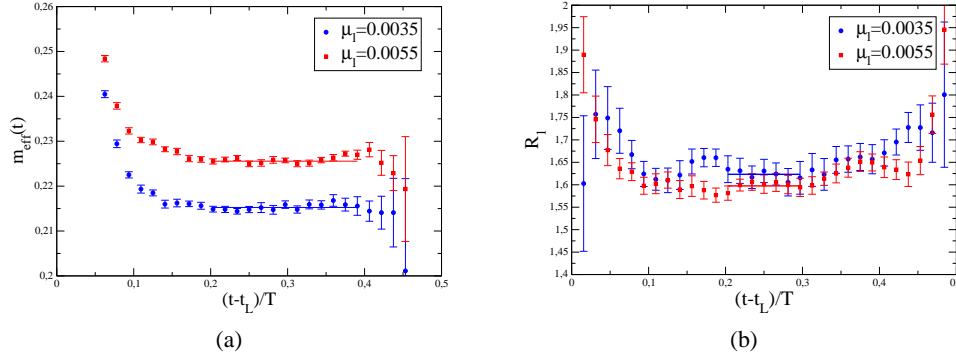 μ_l=0.0035
μ_l=0.0055
0,26
0,25
0,24
0,23
0,22
0,21
0,2
m_eff(t)
0 0,1 0,2 0,3 0,4 0,5
(t-t_L)/T
(a)
μ_l=0.0035
μ_l=0.0055
2
1,95
1,9
1,85
1,8
1,75
1,7
1,65
1,6
1,55
1,5
1,45
1,4
R_1
0 0,1 0,2 0,3 0,4 0,5
(t-t_L)/T
(b)